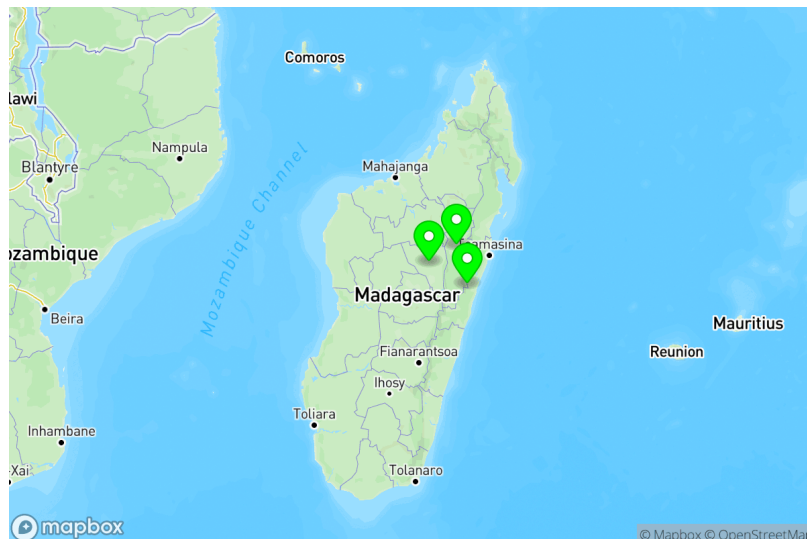 Comoros
lawi
Nampula
Blantyre
Mahajanga
Mozambique Channel
amasina
ozambique
Madagascar
Beira
Mauritius
Reunion
Fianarantsoa
Ihosy
Toliara
Inhambane
-Xai
Tolanaro
mapbox
© Mapbox © OpenStreetMa